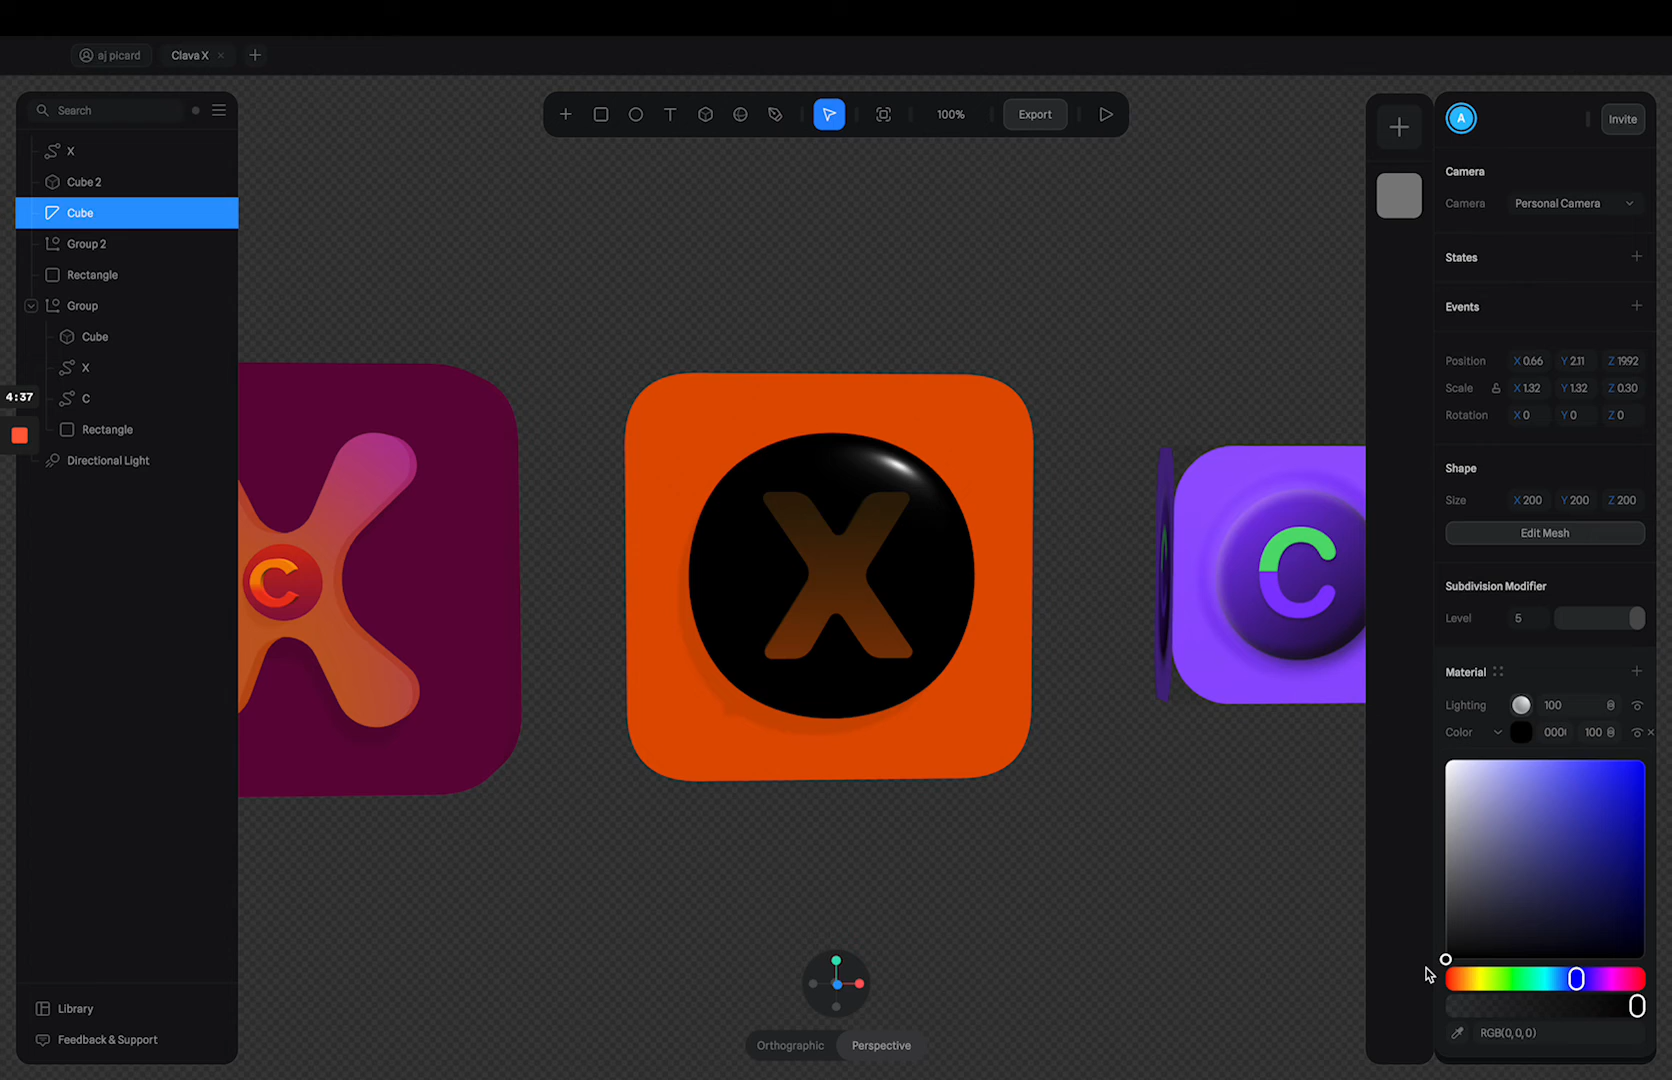 aj picard
Clava X
Search
X
Cube 2
Cube
Group 2
Rectangle
Group
Cube
X
C
Rectangle
Directional Light
4:37
Library
Feedback & Support
T
100%
Export
C
X
C
Orthographic
Perspective
A
Invite
Camera
Camera
Personal Camera
States
Events
Position X 0.66 Y 2.11 Z 19.92
Scale X 1.32 Y 1.32 Z 0.30
Rotation X 0 Y 0 Z 0
Shape
Size X 200 Y 200 Z 200
Edit Mesh
Subdivision Modifier
Level 5
Material
Lighting 100
Color 000 100
RGB(0,0,0)